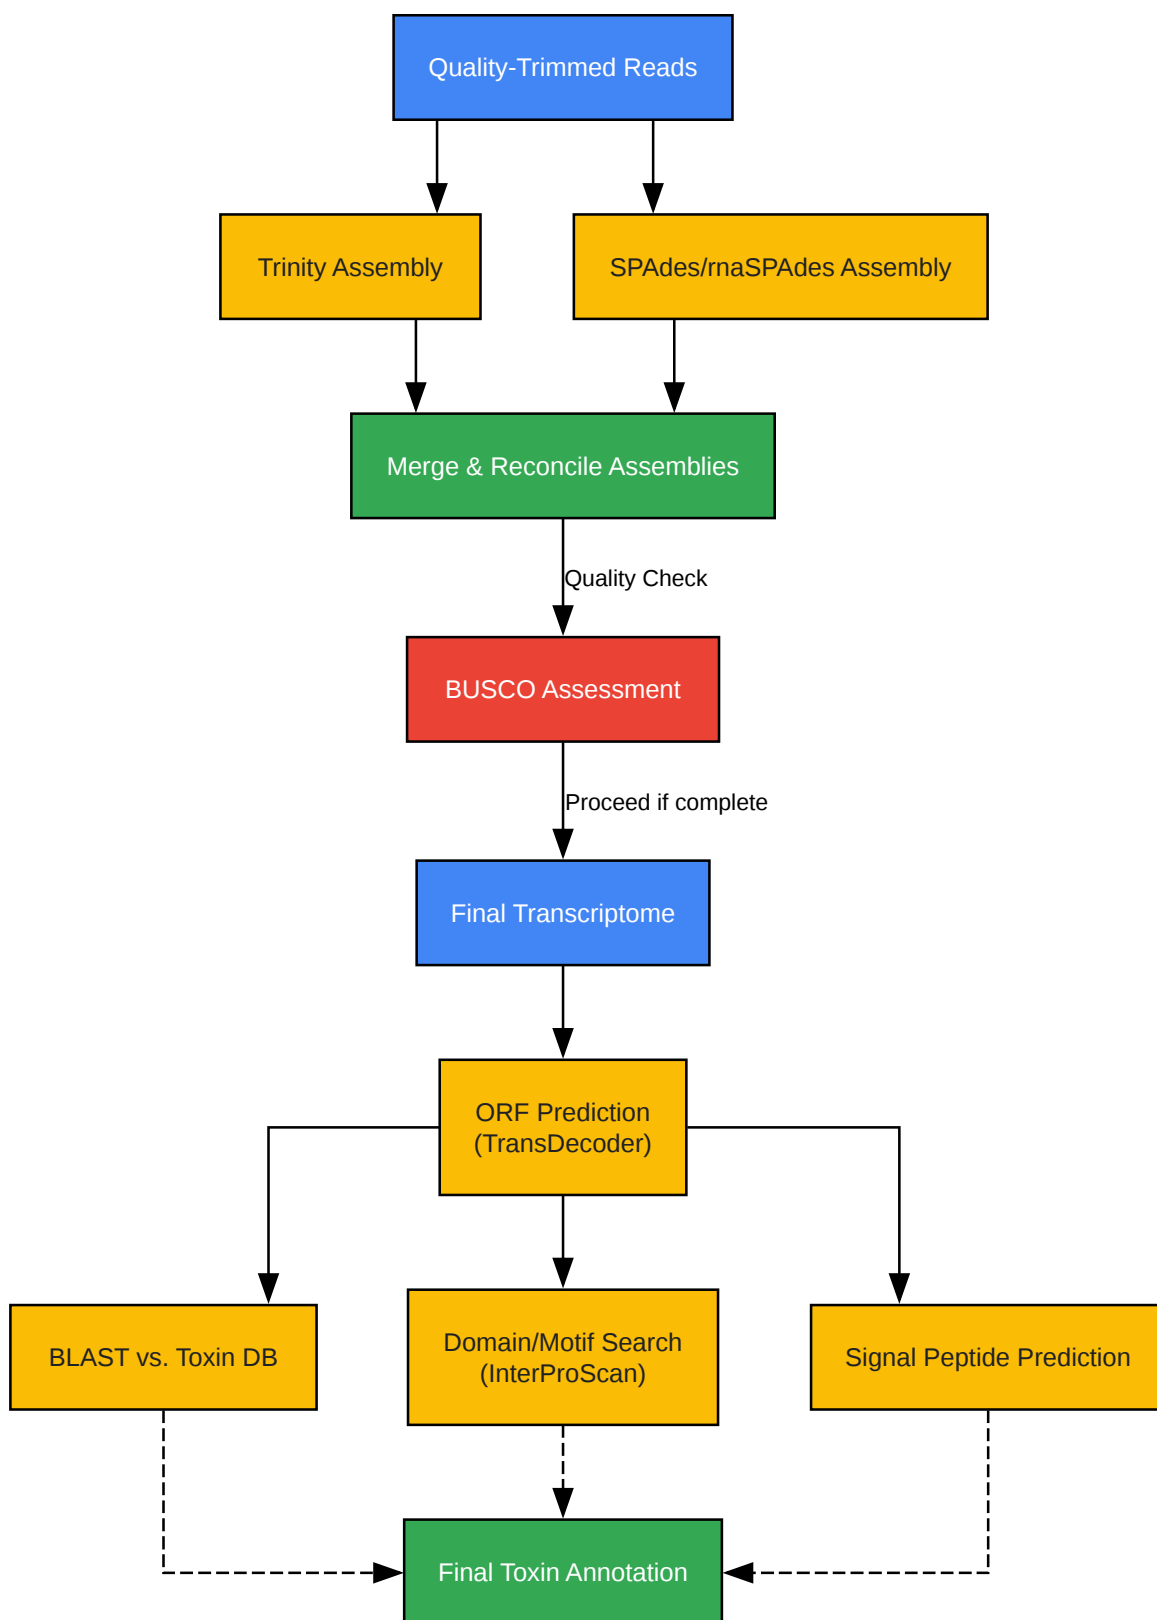 Quality-Trimmed Reads
Trinity Assembly
SPAdes/rnaSPAdes Assembly
Merge & Reconcile Assemblies
Quality Check
BUSCO Assessment
Proceed if complete
Final Transcriptome
ORF Prediction
(TransDecoder)
BLAST vs. Toxin DB
Domain/Motif Search
(InterProScan)
Signal Peptide Prediction
Final Toxin Annotation